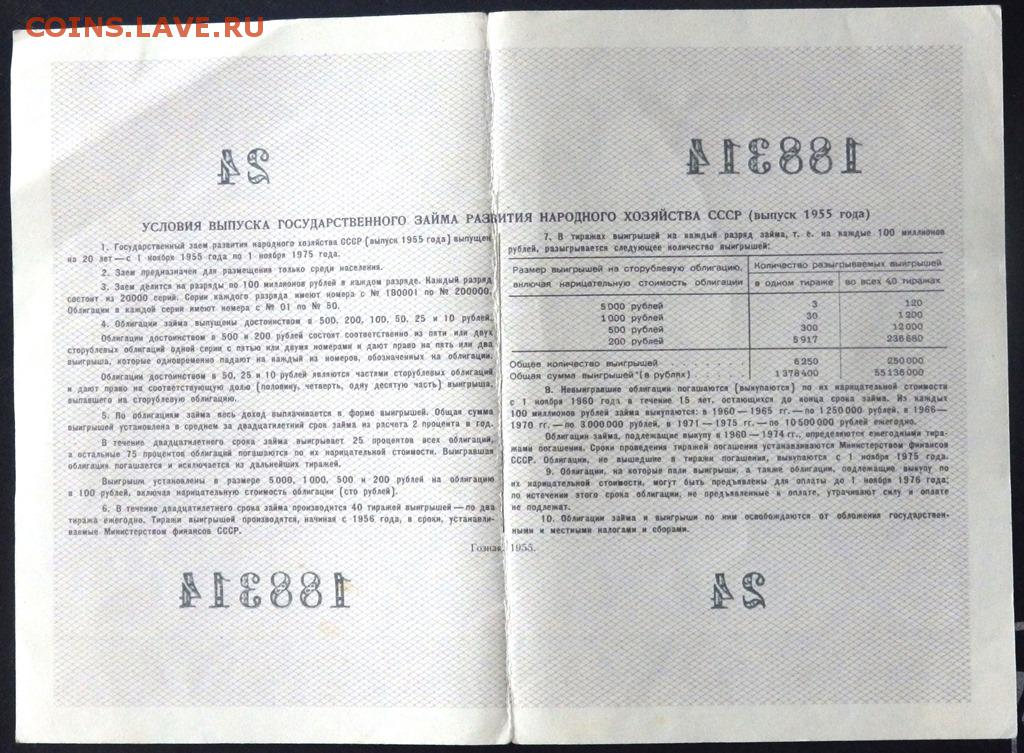 COINS.LAVE.RU
24
188314
УСЛОВИЯ ВЫПУСКА ГОСУДАРСТВЕННОГО ЗАЙМА РАЗВИТИЯ НАРОДНОГО ХОЗЯЙСТВА СССР (выпуск 1955 года)
1. Государственный заем развития народного хозяйства СССР (выпуск 1955 года) выпущен
на 20 лет — с 1 ноября 1955 года по 1 ноября 1975 года.
2. Заем предназначен для размещения только среди населения.
3. Заем делится на разряды по 100 миллионов рублей в каждом разряде. Каждый разряд
состоит из 20000 серий. Серии каждого разряда имеют номера с № 180001 по № 200000.
Облигации в каждой серии имеют номера с № 01 по № 50.
4. Облигации займа выпущены достоинством в 500, 200, 100, 50, 25 и 10 рублей.
Облигации достоинством в 500 и 200 рублей состоят соответственно из пяти или двух
сторублевых облигаций одной серии с пятью или двумя номерами и дают право на пять или два
выигрыша, которые одновременно падают на каждый из номеров, обозначенных на облигации.
Облигации достоинством в 50, 25 и 10 рублей являются частями сторублевых облигаций
и дают право на соответствующую долю (половину, четверть, одну десятую часть) выигрыша,
выпавшего на сторублевую облигацию.
5. По облигациям займа весь доход выплачивается в форме выигрышей. Общая сумма
выигрышей установлена в среднем за двадцатилетний срок займа из расчета 2 процента в год.
В течение двадцатилетнего срока займа выигрывает 25 процентов всех облигаций,
а остальные 75 процентов облигаций погашаются по их нарицательной стоимости. Выигравшая
облигация погашается и исключается из дальнейших тиражей.
Выигрыши установлены в размере 5000, 1000, 500 и 200 рублей на облигацию
в 100 рублей, включая нарицательную стоимость облигации (сто рублей).
6. В течение двадцатилетнего срока займа производится 40 тиражей выигрышей — по два
тиража ежегодно. Тиражи выигрышей производятся, начиная с 1956 года, в сроки, устанавли-
ваемые Министерством финансов СССР.
7. В тиражах выигрышей на каждый разряд займа, т. е. на каждые 100 миллионов
рублей, разыгрывается следующее количество выигрышей:
Размер выигрышей на сторублевую облигацию, включая нарицательную стоимость облигации
Количество разыгрываемых выигрышей
в одном тираже во всех 40 тиражах
5000 рублей 3 120
1000 рублей 30 1200
500 рублей 300 12000
200 рублей 5917 236680
Общее количество выигрышей 6250 250000
Общая сумма выигрышей (в рублях) 1378400 55136000
8. Невыигравшие облигации погашаются (выкупаются) по их нарицательной стоимости
с 1 ноября 1960 года в течение 15 лет, остающихся до конца срока займа. Из каждых
100 миллионов рублей займа выкупаются: в 1960—1965 гг. — по 1250000 рублей, в 1966—
1970 гг. — по 3000000 рублей, в 1971—1975 гг. — по 10500000 рублей ежегодно.
Облигации займа, подлежащие выкупу в 1960—1974 гг., определяются ежегодными тира-
жами погашения. Сроки проведения тиражей погашения устанавливаются Министерством финансов
СССР. Облигации, не вышедшие в тиражи погашения, выкупаются с 1 ноября 1975 года.
9. Облигации, на которые пали выигрыши, а также облигации, подлежащие выкупу по
их нарицательной стоимости, могут быть предъявлены для оплаты до 1 ноября 1976 года;
по истечении этого срока облигации, не предъявленные к оплате, утрачивают силу и оплате
не подлежат.
10. Облигации займа и выигрыши по ним освобождаются от обложения государствен-
ными и местными налогами и сборами.
Гознак. 1955.
188314
24